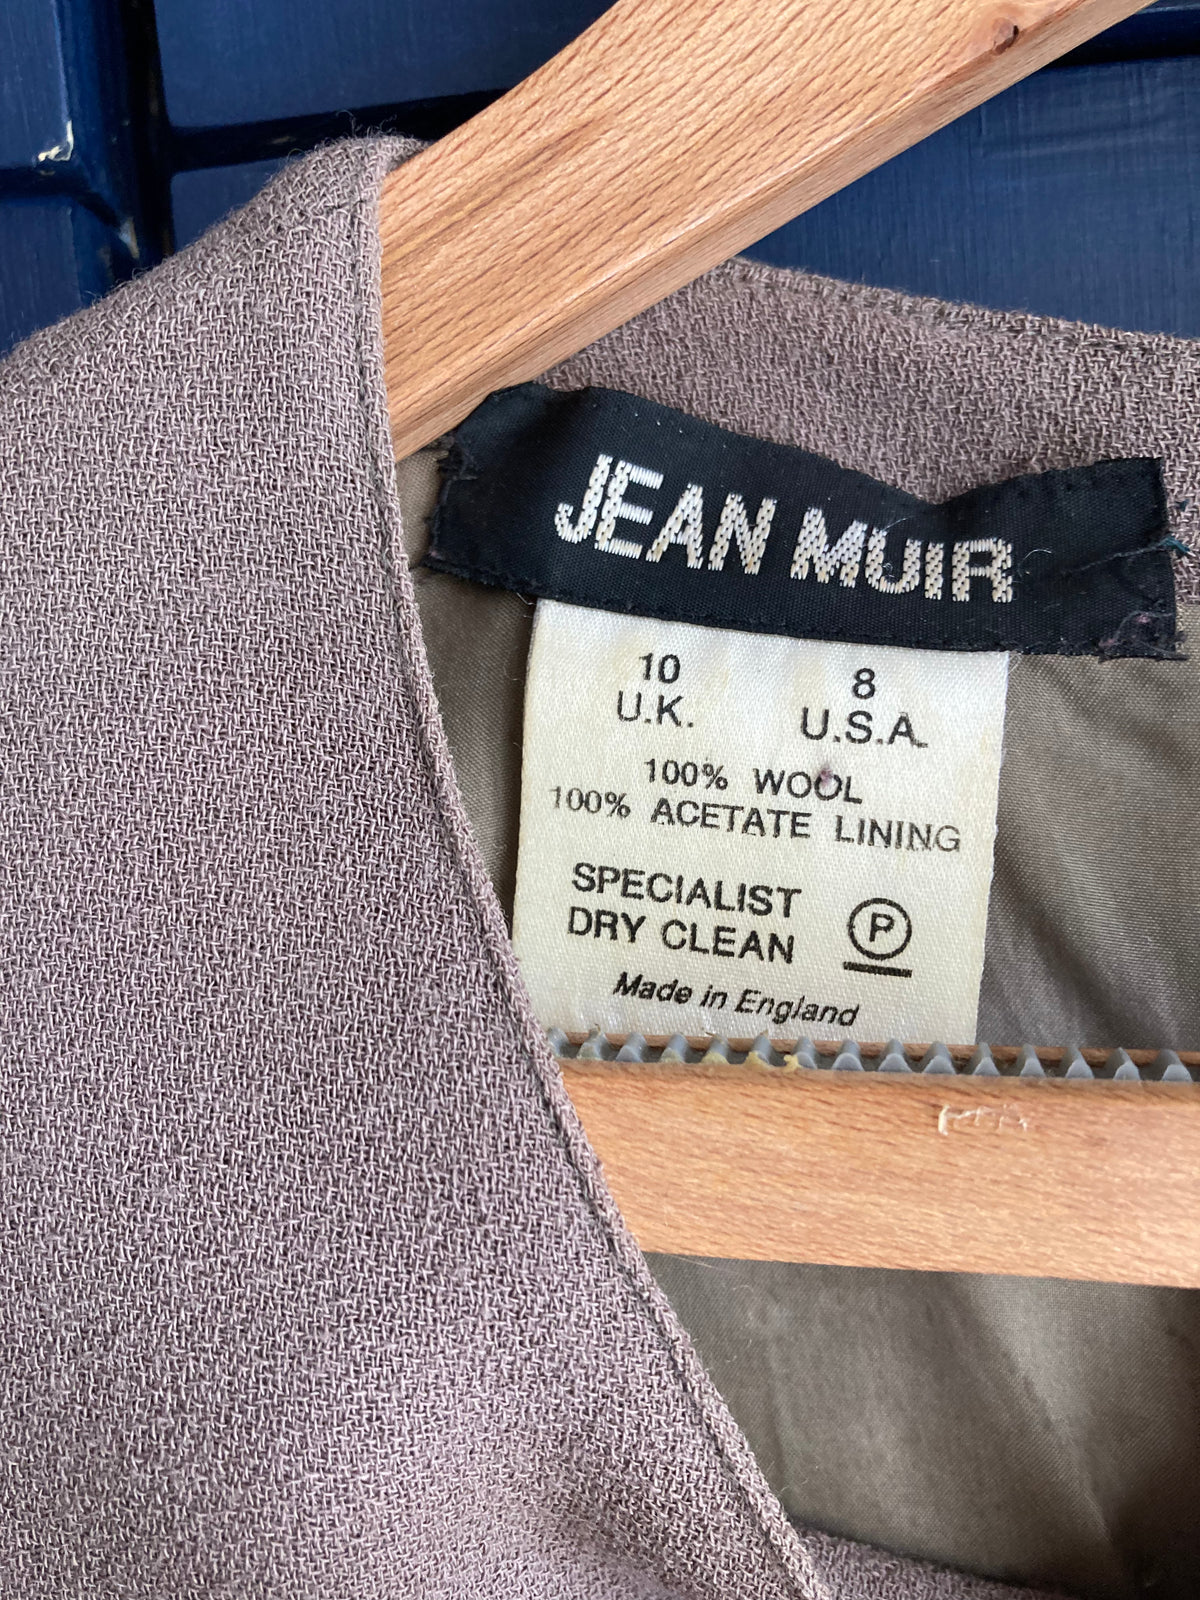 JEAN MUIR
10 8
U.K. U.S.A.
100% WOOL
100% ACETATE LINING
SPECIALIST
DRY CLEAN P
Made in England